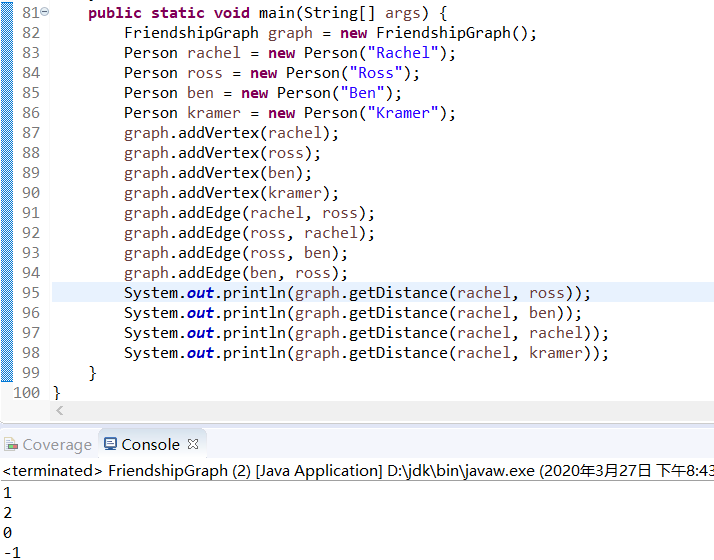 81 public static void main(String[] args) {
82 FriendshipGraph graph = new FriendshipGraph();
83 Person rachel = new Person("Rachel");
84 Person ross = new Person("Ross");
85 Person ben = new Person("Ben");
86 Person kramer = new Person("Kramer");
87 graph.addVertex(rachel);
88 graph.addVertex(ross);
89 graph.addVertex(ben);
90 graph.addVertex(kramer);
91 graph.addEdge(rachel, ross);
92 graph.addEdge(ross, rachel);
93 graph.addEdge(ross, ben);
94 graph.addEdge(ben, ross);
95 System.out.println(graph.getDistance(rachel, ross));
96 System.out.println(graph.getDistance(rachel, ben));
97 System.out.println(graph.getDistance(rachel, rachel));
98 System.out.println(graph.getDistance(rachel, kramer));
99 }
100 }
Coverage Console
<terminated> FriendshipGraph (2) [Java Application] D:\jdk\bin\javaw.exe (2020年3月27日 下午8:43
1
2
0
-1